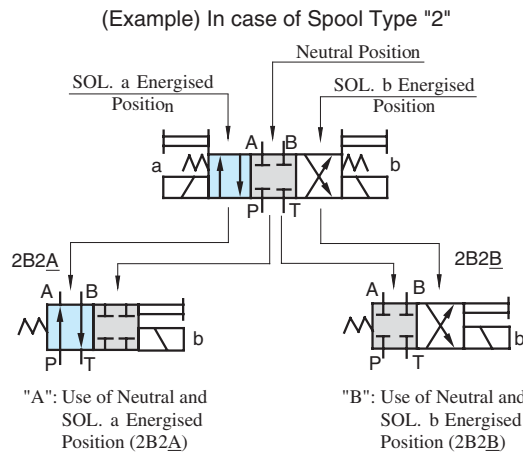 (Example) In case of Spool Type "2"
Neutral Position
SOL. a Energised
Position
SOL. b Energised
Position
A B
a b
P T
2B2A
2B2B
A B
b
P T
A B
b
P T
"A": Use of Neutral and
SOL. a Energised
Position (2B2A)
"B": Use of Neutral and
SOL. b Energised
Position (2B2B)